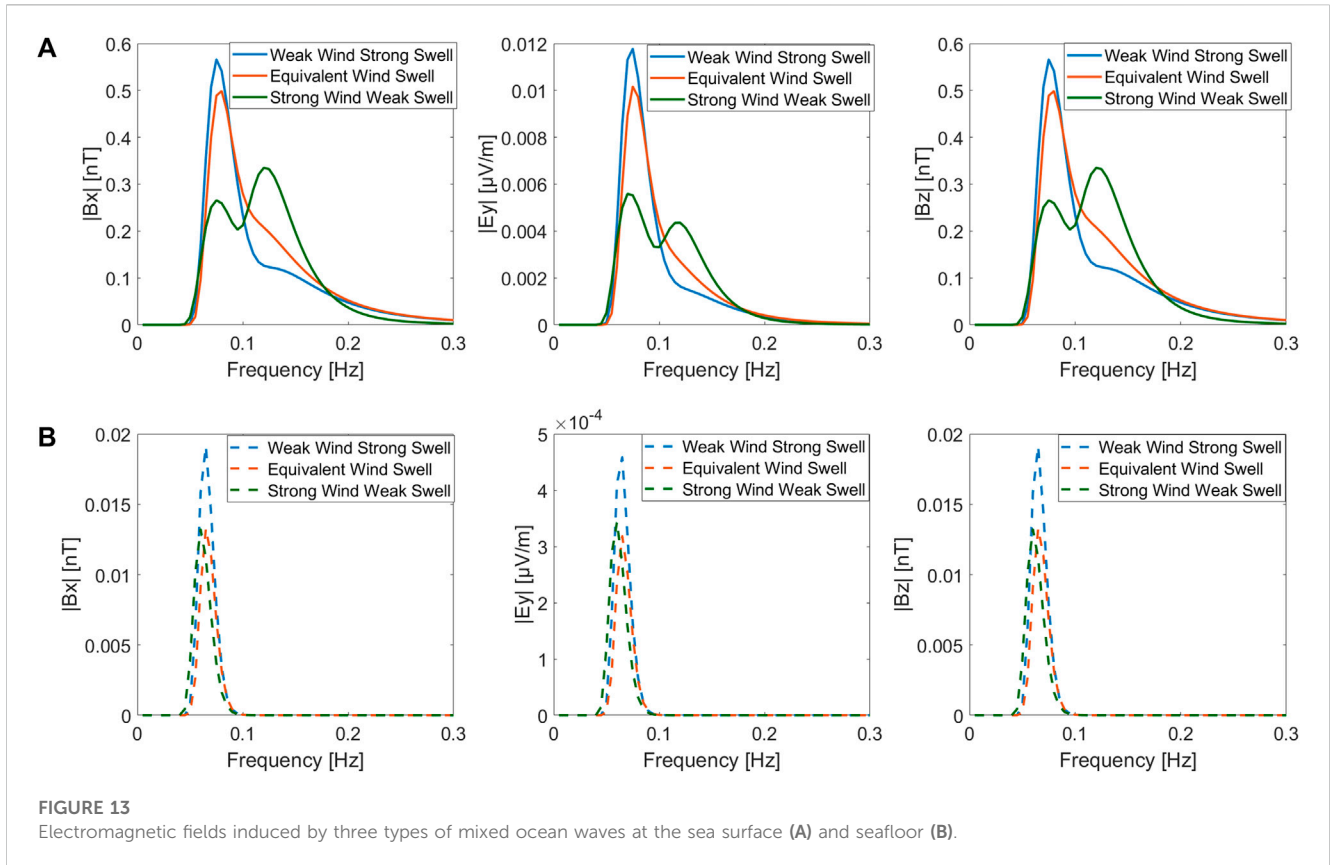 A
|Bx| [nT]
0.6
0.5
0.4
0.3
0.2
0.1
0
0
0.1
0.2
0.3
Frequency [Hz]
Weak Wind Strong Swell
Equivalent Wind Swell
Strong Wind Weak Swell
|Ey| [μV/m]
0.012
0.01
0.008
0.006
0.004
0.002
0
0
0.1
0.2
0.3
Frequency [Hz]
Weak Wind Strong Swell
Equivalent Wind Swell
Strong Wind Weak Swell
|Bz| [nT]
0.6
0.5
0.4
0.3
0.2
0.1
0
0
0.1
0.2
0.3
Frequency [Hz]
Weak Wind Strong Swell
Equivalent Wind Swell
Strong Wind Weak Swell
B
|Bx| [nT]
0.02
0.015
0.01
0.005
0
0
0.1
0.2
0.3
Frequency [Hz]
Weak Wind Strong Swell
Equivalent Wind Swell
Strong Wind Weak Swell
|Ey| [μV/m]
×10-4
5
4
3
2
1
0
0
0.1
0.2
0.3
Frequency [Hz]
Weak Wind Strong Swell
Equivalent Wind Swell
Strong Wind Weak Swell
|Bz| [nT]
0.02
0.015
0.01
0.005
0
0
0.1
0.2
0.3
Frequency [Hz]
Weak Wind Strong Swell
Equivalent Wind Swell
Strong Wind Weak Swell
FIGURE 13
Electromagnetic fields induced by three types of mixed ocean waves at the sea surface (A) and seafloor (B).